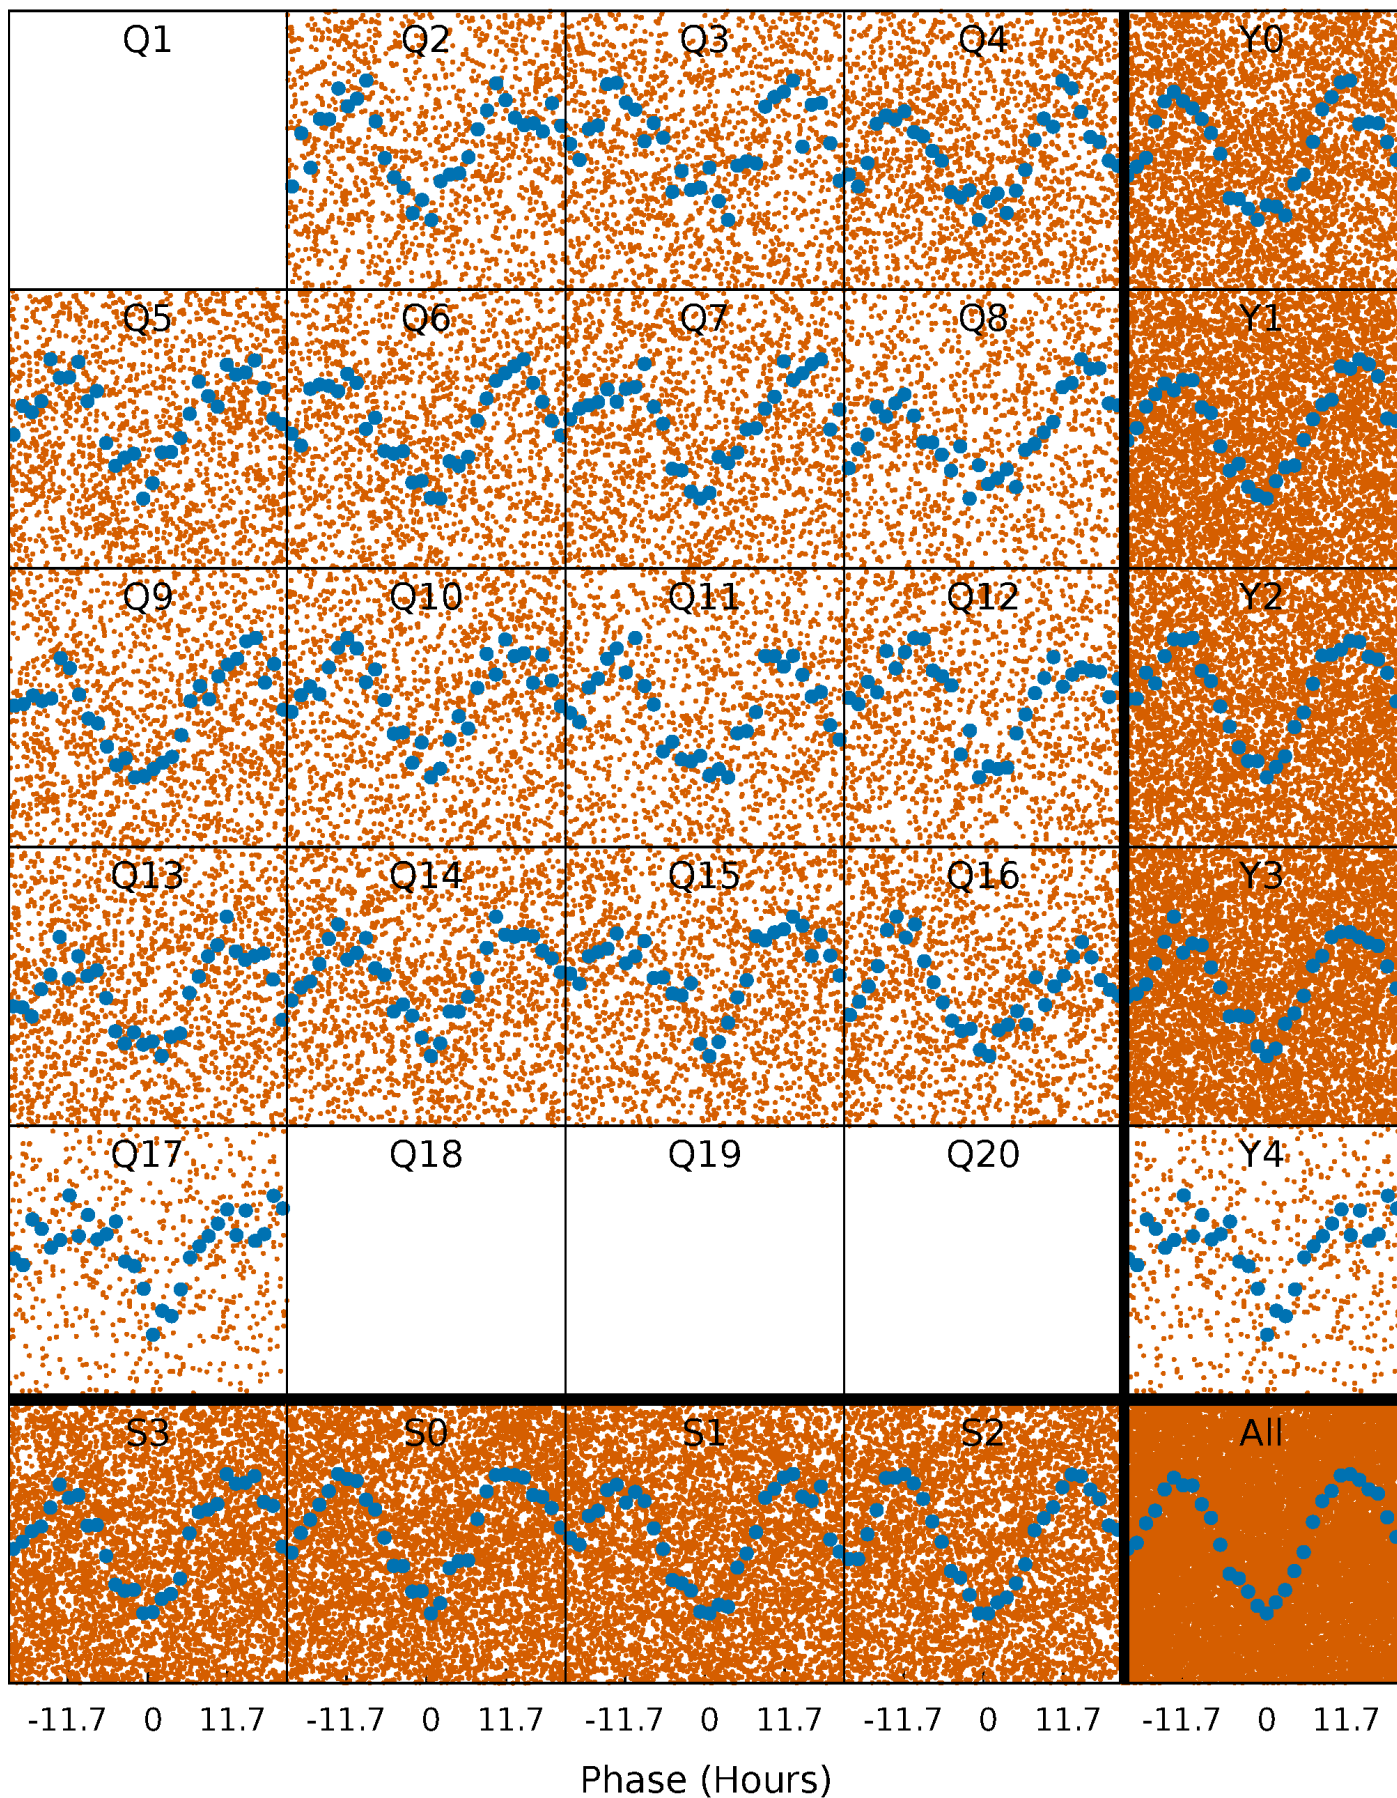 Q1 Q2 Q3 Q4 Y0
Q5 Q6 Q7 Q8 Y1
Q9 Q10 Q11 Q12 Y2
Q13 Q14 Q15 Q16 Y3
Q17 Q18 Q19 Q20 Y4
S3 S0 S1 S2 All
-11.7 0 11.7 -11.7 0 11.7 -11.7 0 11.7 -11.7 0 11.7 -11.7 0 11.7
Phase (Hours)